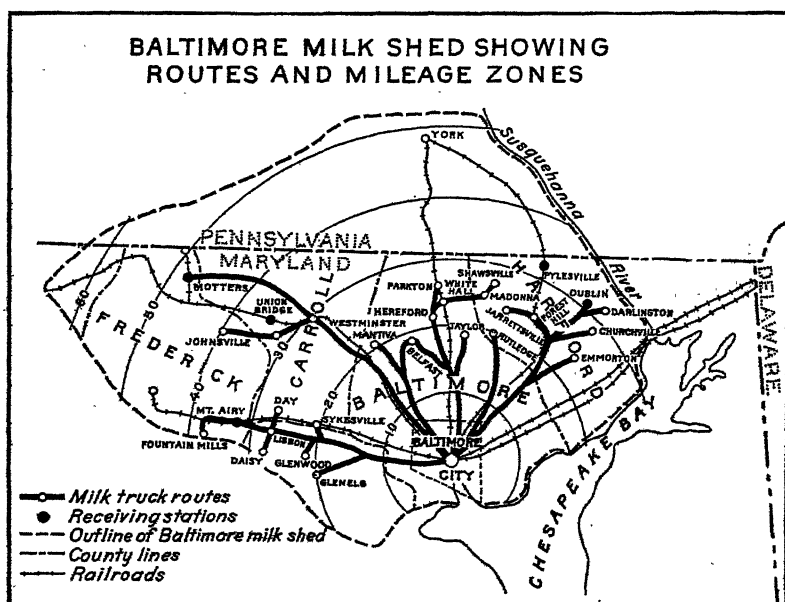 BALTIMORE MILK SHED SHOWING
ROUTES AND MILEAGE ZONES
YORK
Susquehanna
River
PENNSYLVANIA
MARYLAND
DELAWARE
MOTTERS
UNION
BRIDGE
JOHNSVILLE
WESTMINSTER
MANTIVA
FREDERICK
CARROLL
BALTIMORE
HARFORD
PARKTON
WHITE
HALL
SHAWSVILLE
MADONNA
HEREFORD
TAYLOR
JARRETSVILLE
RUTLEDGE
BELFAST
PYLESVILLE
DUBLIN
FOREST
HILL
DARLINGTON
CHURCHVILLE
EMMORTON
60
50
40
30
20
10
MT. AIRY
DAY
SYKESVILLE
FOUNTAIN MILLS
LISBON
DAISY
GLENWOOD
GLENELG
BALTIMORE
CITY
CHESAPEAKE BAY
Milk truck routes
Receiving stations
Outline of Baltimore milk shed
County lines
Railroads